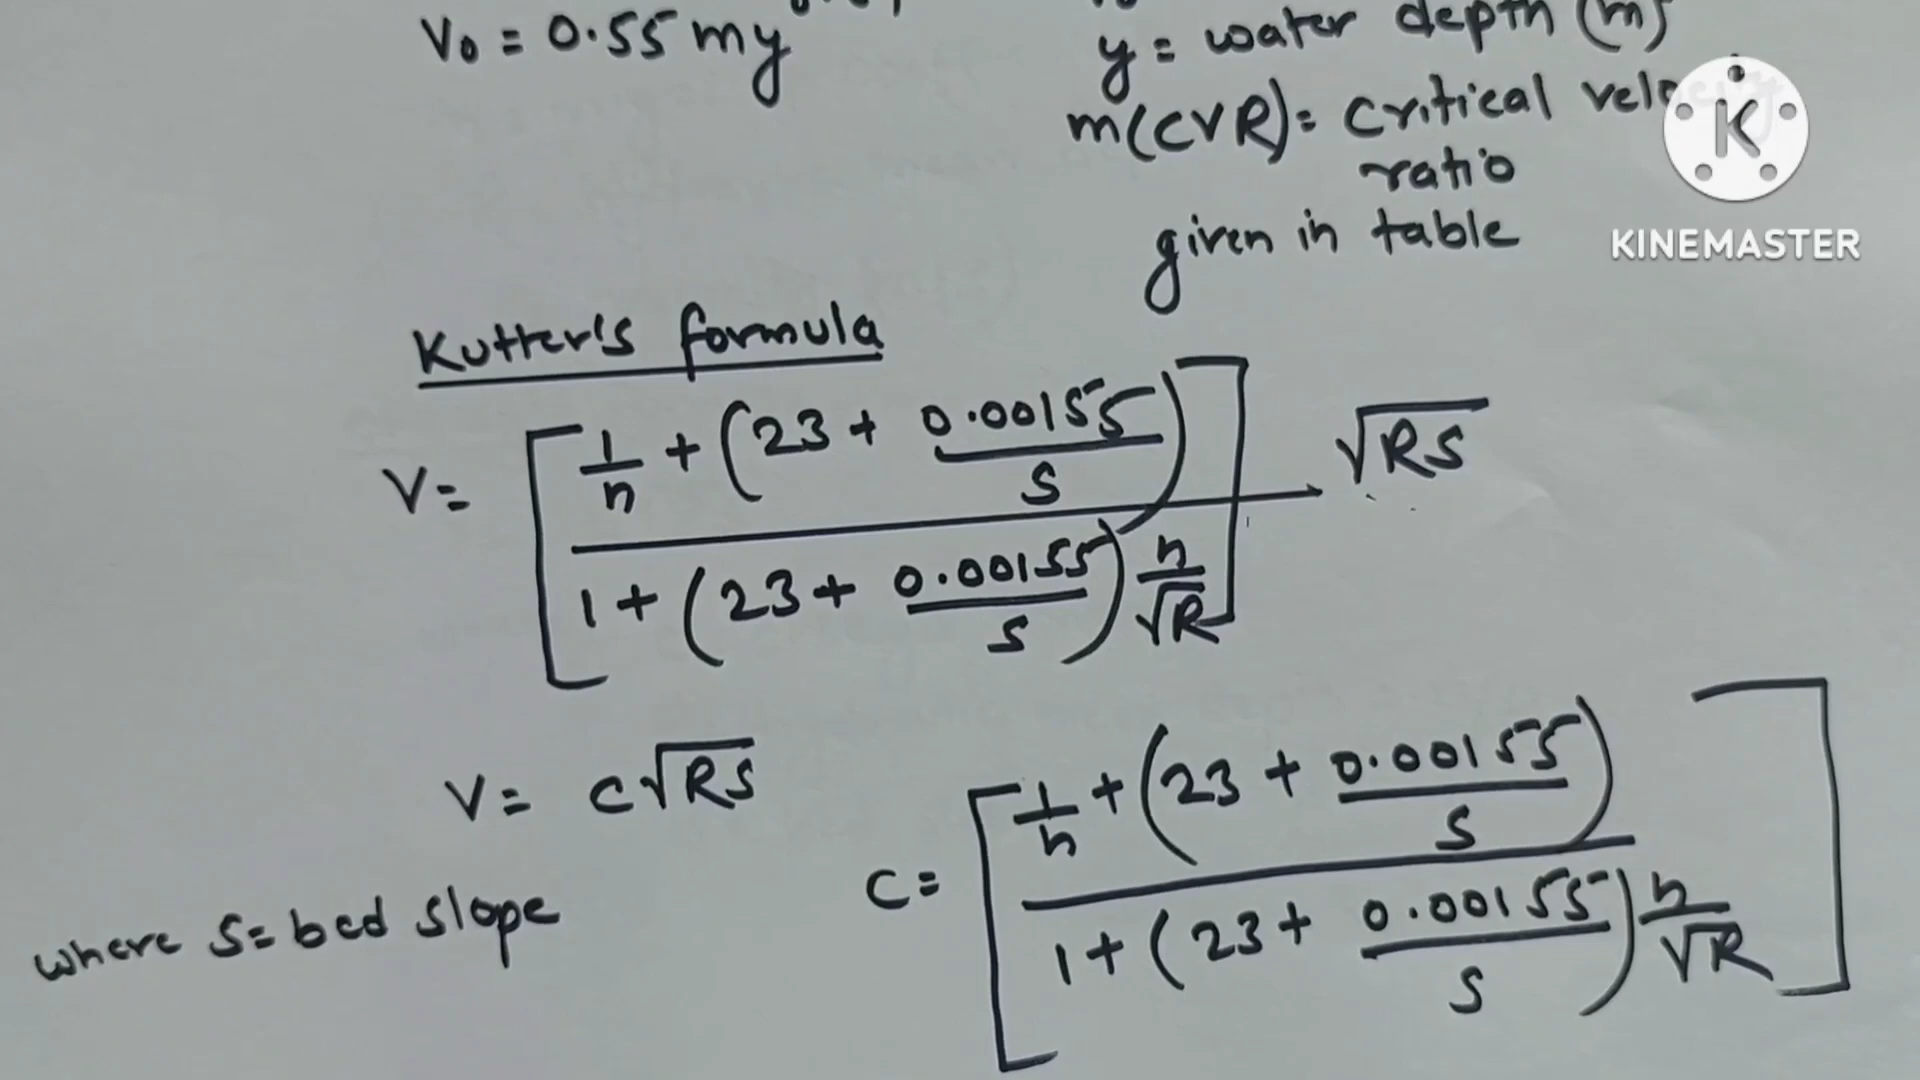 V₀ = 0.55 my
y = water depth (m)
m(CVR) = critical
ratio
given in table
KINEMASTER
Kutter's formula
V = [ (1/n + (23 + 0.00155/S)) / (1 + (23 + 0.00155/S) n/√R) ] √RS
V = C√RS
C = [ (1/n + (23 + 0.00155/S)) / (1 + (23 + 0.00155/S) n/√R) ]
where S = bed slope